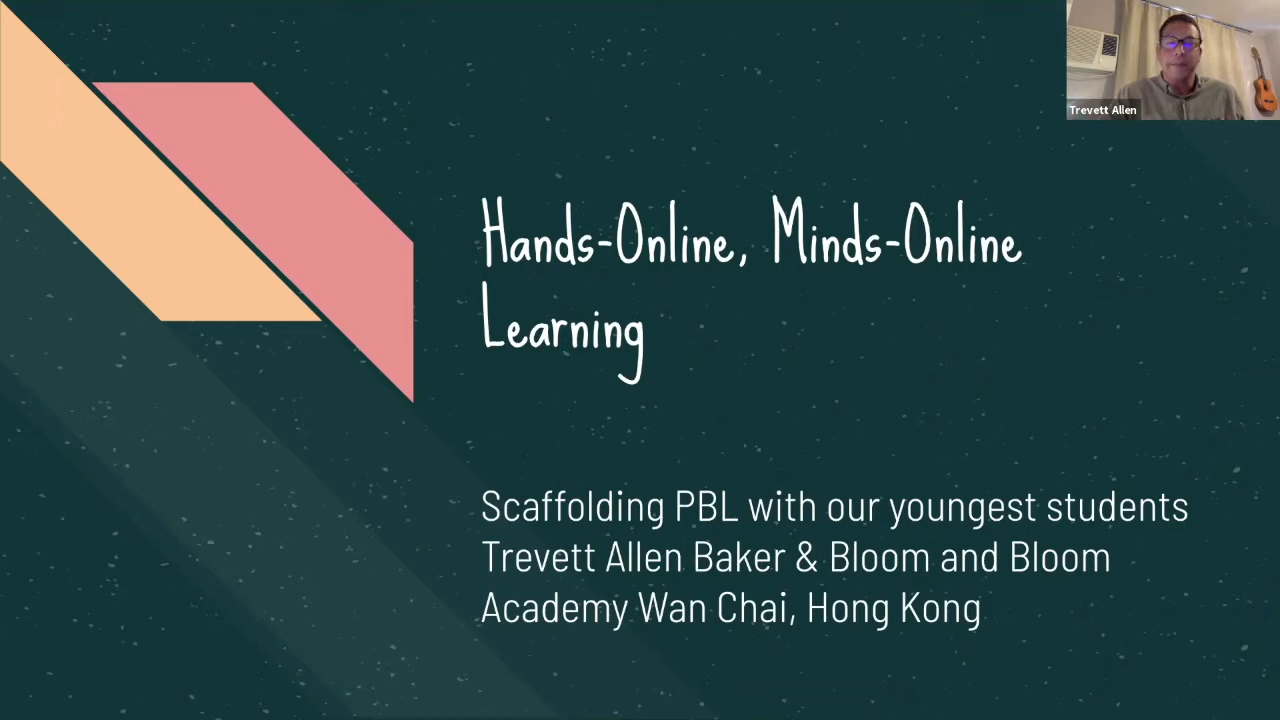 Trevett Allen
Hands-Online, Minds-Online
Learning
Scaffolding PBL with our youngest students
Trevett Allen Baker & Bloom and Bloom
Academy Wan Chai, Hong Kong